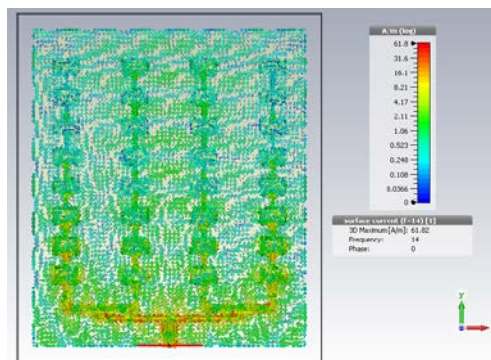 A/m (log)
61.8
31.6
16.1
8.21
4.17
2.11
1.06
0.523
0.248
0.108
0.0366
0
surface current (f=14) [1]
3D Maximum [A/m]: 61.82
Frequency: 14
Phase: 0
y